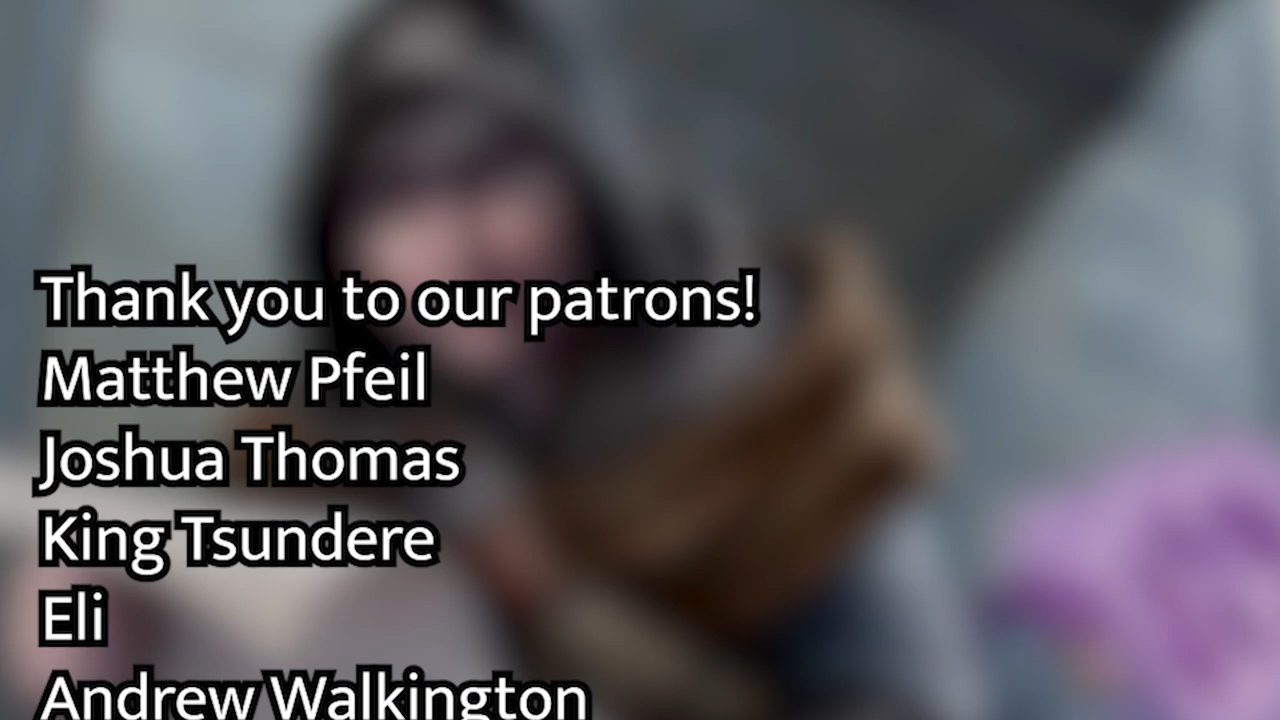 Thank you to our patrons!
Matthew Pfeil
Joshua Thomas
King Tsundere
Eli
Andrew Walkington